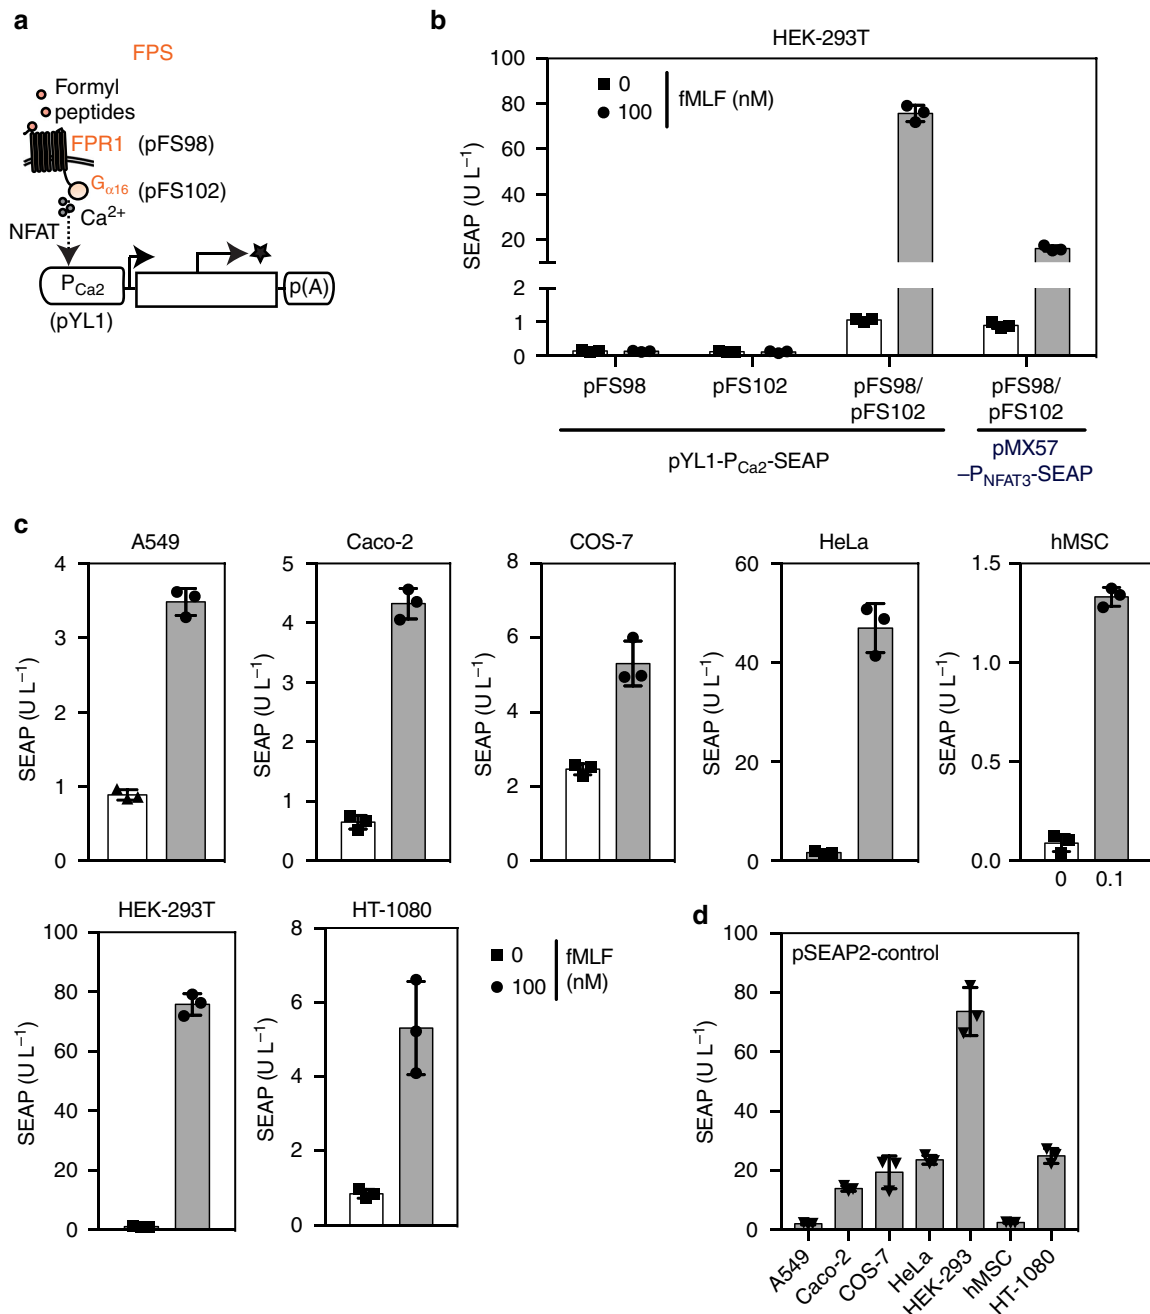 a
FPS
Formyl
peptides
FPR1 (pFS98)
Gα16 (pFS102)
Ca2+
NFAT
PCa2
p(A)
(pYL1)
b
HEK-293T
SEAP (U L−1)
100
80
60
40
20
2
1
0
0
100
fMLF (nM)
pFS98
pFS102
pFS98/
pFS102
pFS98/
pFS102
pYL1-PCa2-SEAP
pMX57
–PNFAT3-SEAP
c
A549
SEAP (U L−1)
4
3
2
1
0
Caco-2
SEAP (U L−1)
5
4
3
2
1
0
COS-7
SEAP (U L−1)
8
6
4
2
0
HeLa
SEAP (U L−1)
60
40
20
0
hMSC
SEAP (U L−1)
1.5
1.0
0.5
0.0
0 0.1
HEK-293T
SEAP (U L−1)
100
80
60
40
20
0
HT-1080
SEAP (U L−1)
8
6
4
2
0
0
100
fMLF
(nM)
d
pSEAP2-control
SEAP (U L−1)
100
80
60
40
20
0
A549
Caco-2
COS-7
HeLa
HEK-293
hMSC
HT-1080